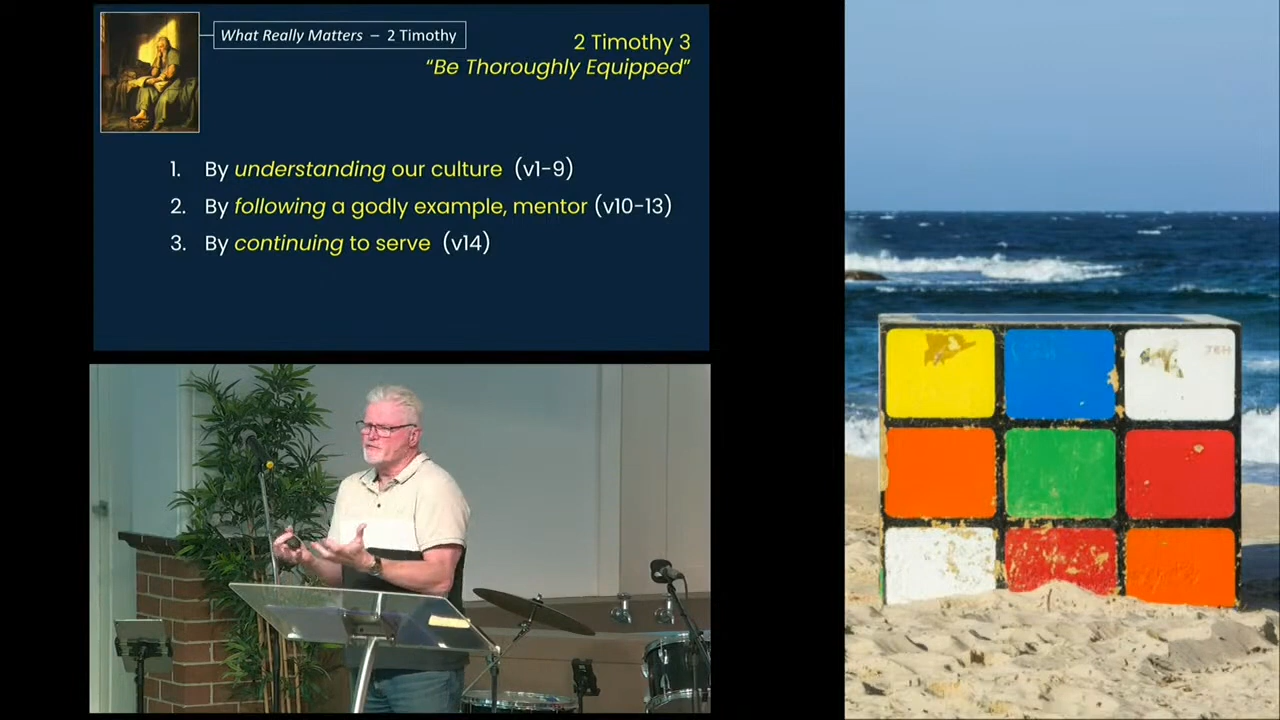 What Really Matters – 2 Timothy
2 Timothy 3
“Be Thoroughly Equipped”
1. By understanding our culture (v1-9)
2. By following a godly example, mentor (v10-13)
3. By continuing to serve (v14)